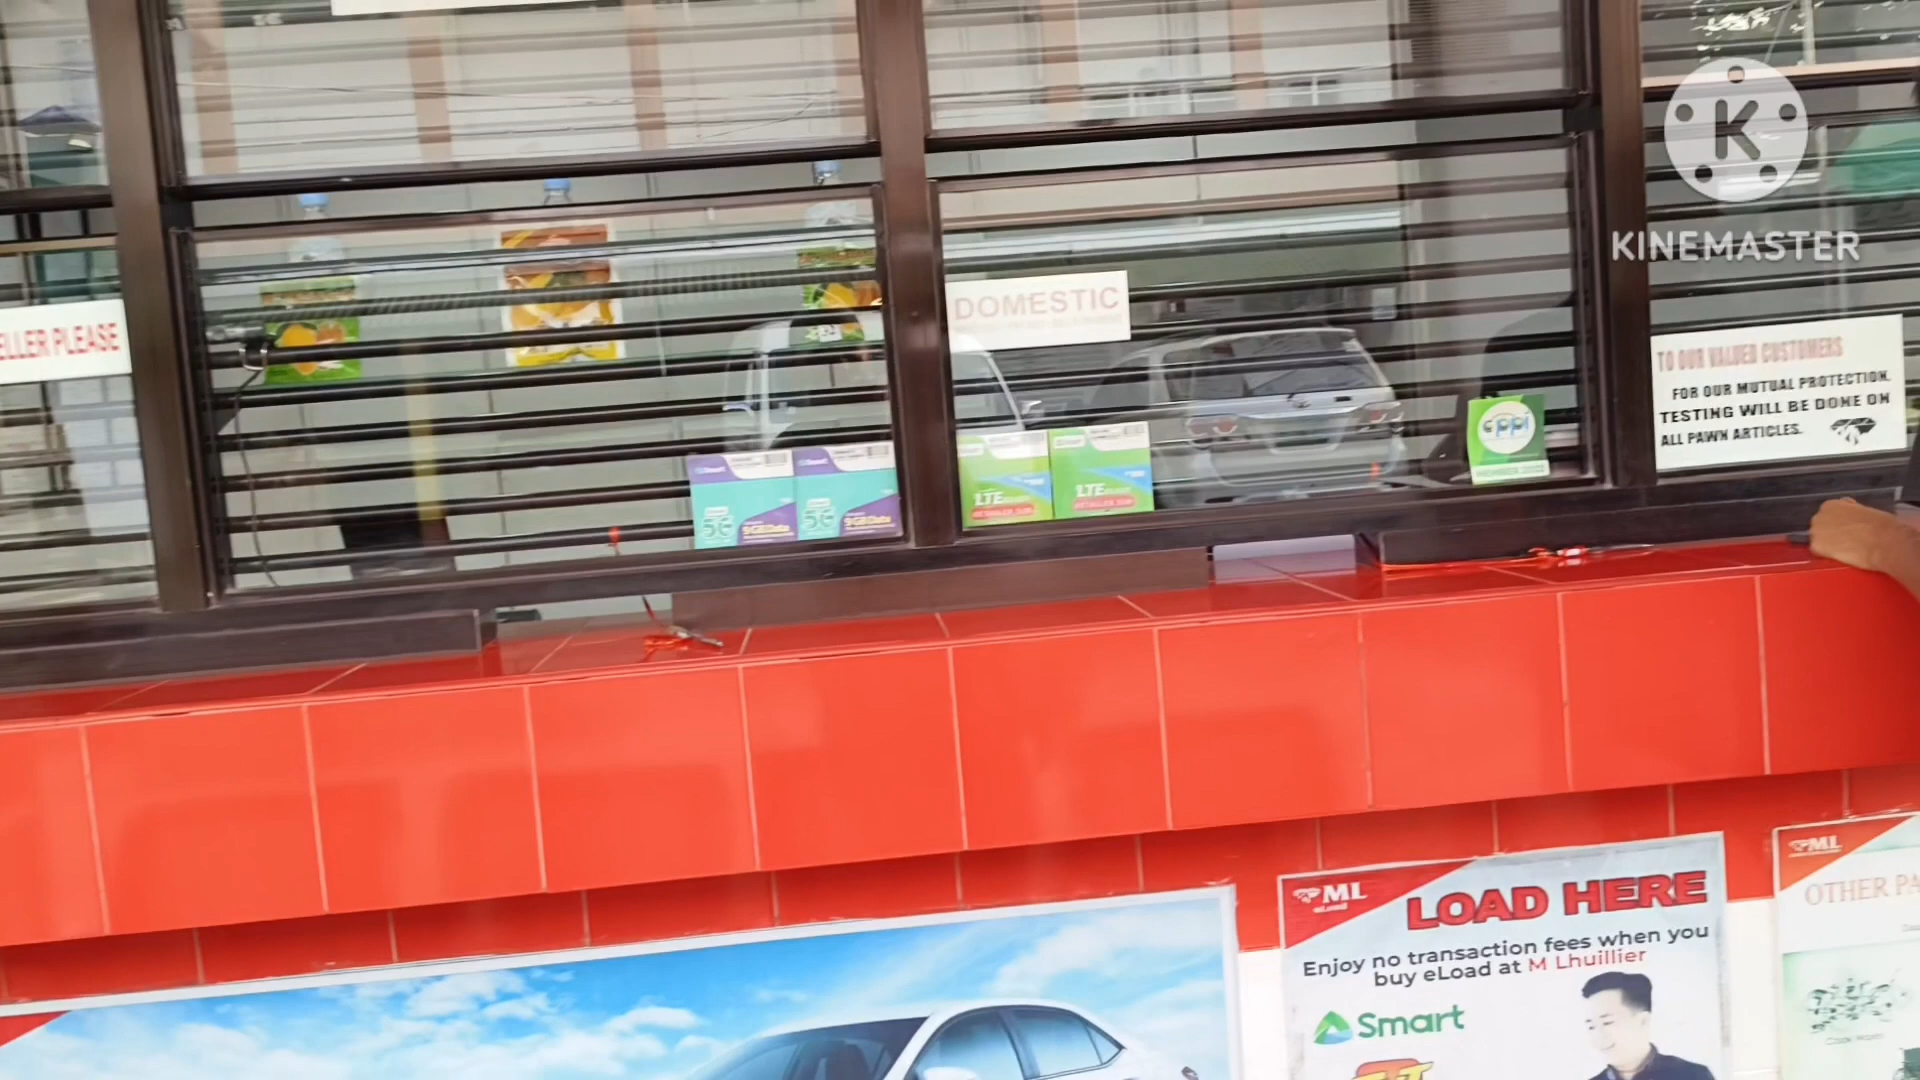 KINEMASTER
ELLER PLEASE
DOMESTIC
TO OUR VALUED CUSTOMERS
FOR OUR MUTUAL PROTECTION.
TESTING WILL BE DONE ON
ALL PAWN ARTICLES.
Smart
5G
9GB Data
Smart
5G
9GB Data
LTE
LTE
ML
LOAD HERE
Enjoy no transaction fees when you
buy eLoad at M Lhuillier
Smart
ML
OTHER PA